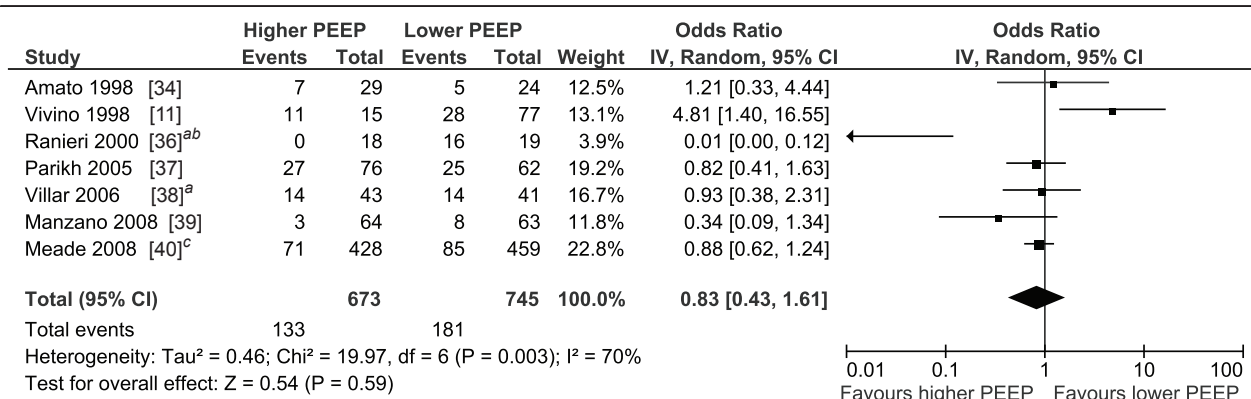 Higher PEEP Lower PEEP Odds Ratio Odds Ratio
Study Events Total Events Total Weight IV, Random, 95% CI IV, Random, 95% CI
Amato 1998 [34] 7 29 5 24 12.5% 1.21 [0.33, 4.44]
Vivino 1998 [11] 11 15 28 77 13.1% 4.81 [1.40, 16.55]
Ranieri 2000 [36]ab 0 18 16 19 3.9% 0.01 [0.00, 0.12]
Parikh 2005 [37] 27 76 25 62 19.2% 0.82 [0.41, 1.63]
Villar 2006 [38]a 14 43 14 41 16.7% 0.93 [0.38, 2.31]
Manzano 2008 [39] 3 64 8 63 11.8% 0.34 [0.09, 1.34]
Meade 2008 [40]c 71 428 85 459 22.8% 0.88 [0.62, 1.24]
Total (95% CI) 673 745 100.0% 0.83 [0.43, 1.61]
Total events 133 181
Heterogeneity: Tau² = 0.46; Chi² = 19.97, df = 6 (P = 0.003); I² = 70%
Test for overall effect: Z = 0.54 (P = 0.59)
0.01 0.1 1 10 100
Favours higher PEEP Favours lower PEEP